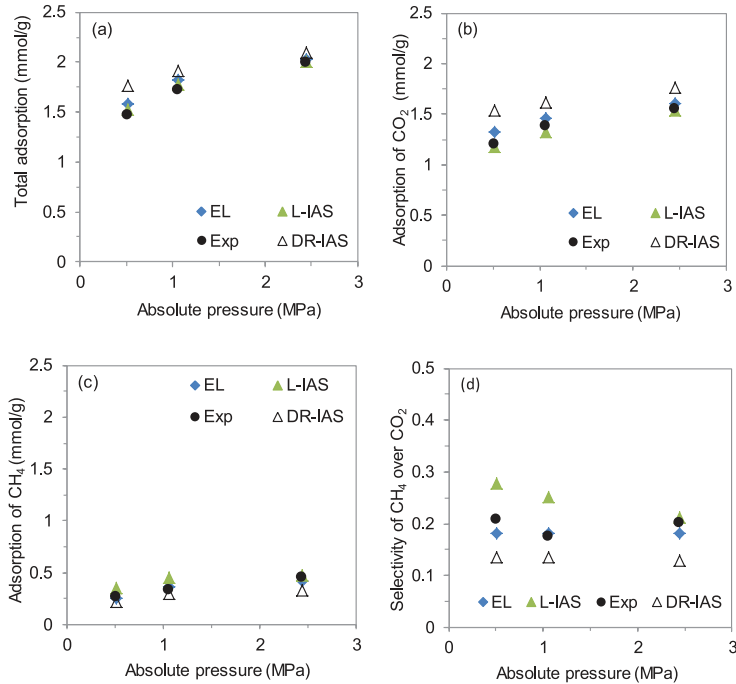 (a)
Total adsorption (mmol/g)
2.5
2
1.5
1
0.5
0
EL
L-IAS
Exp
DR-IAS
0 1 2 3
Absolute pressure (MPa)
(b)
Adsorption of CO₂ (mmol/g)
2.5
2
1.5
1
0.5
0
EL
L-IAS
Exp
DR-IAS
0 1 2 3
Absolute pressure (MPa)
(c)
Adsorption of CH₄ (mmol/g)
2.5
2
1.5
1
0.5
0
EL
L-IAS
Exp
DR-IAS
0 1 2 3
Absolute pressure (MPa)
(d)
Selectivity of CH₄ over CO₂
0.5
0.4
0.3
0.2
0.1
0
EL L-IAS Exp DR-IAS
0 1 2 3
Absolute pressure (MPa)